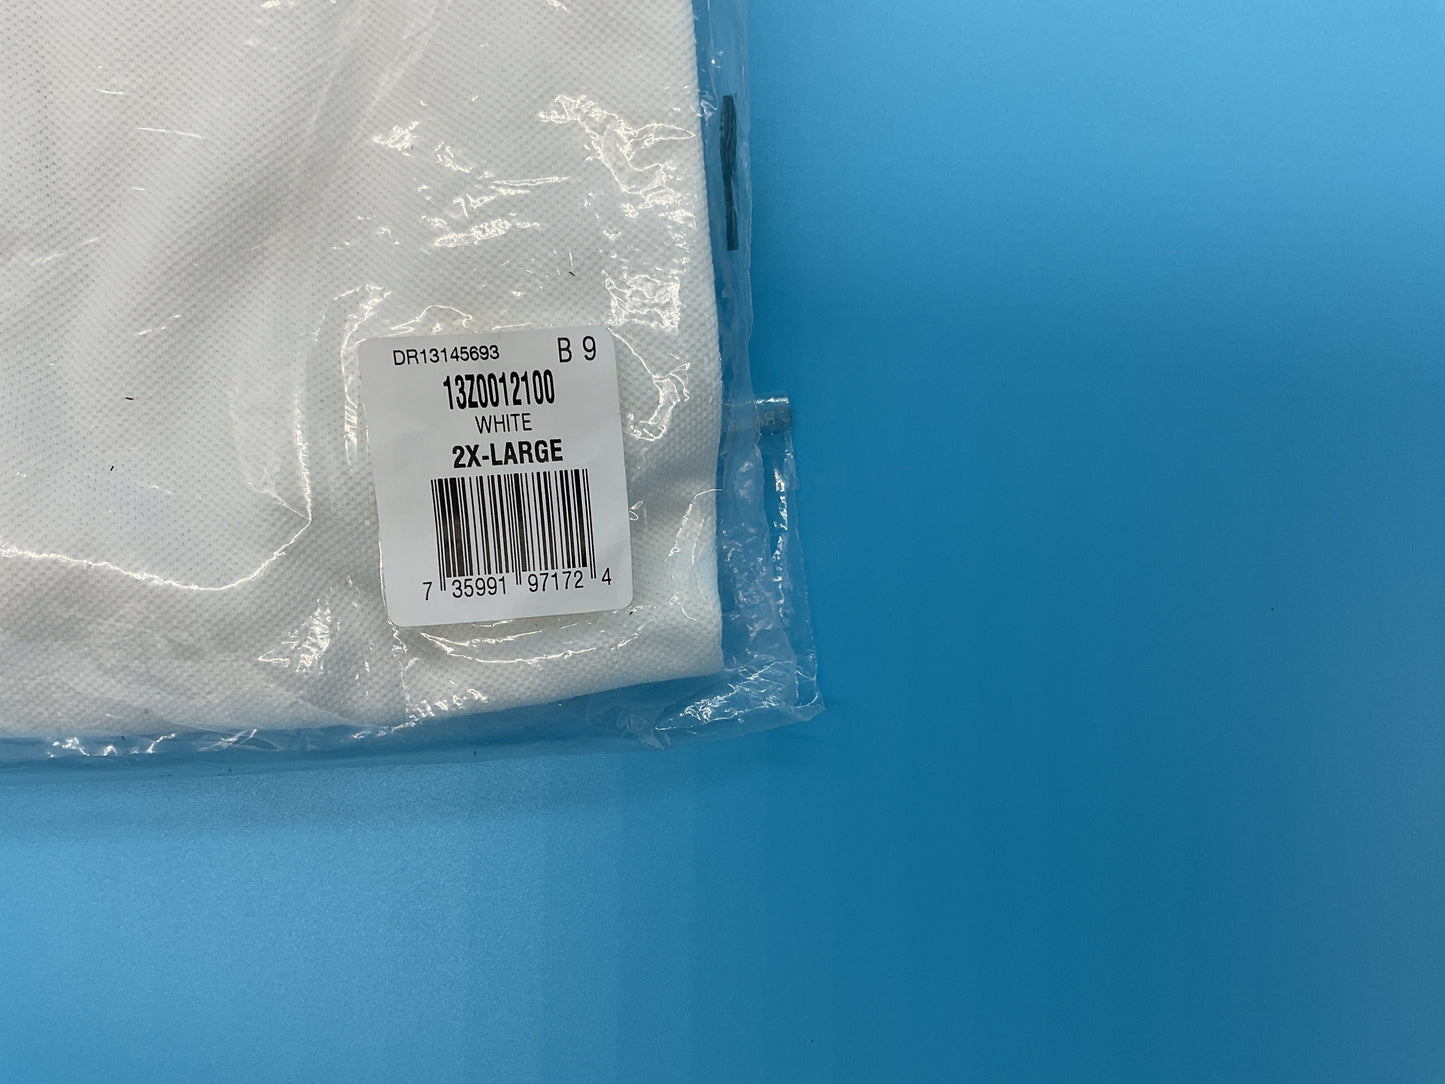 DR13145693 B 9
13Z0012100
WHITE
2X-LARGE
7 35991 97172 4